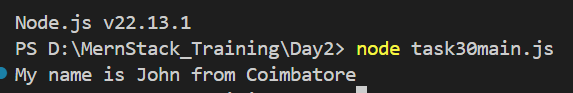 Node.js v22.13.1
PS D:\MernStack_Training\Day2> node task30main.js
My name is John from Coimbatore